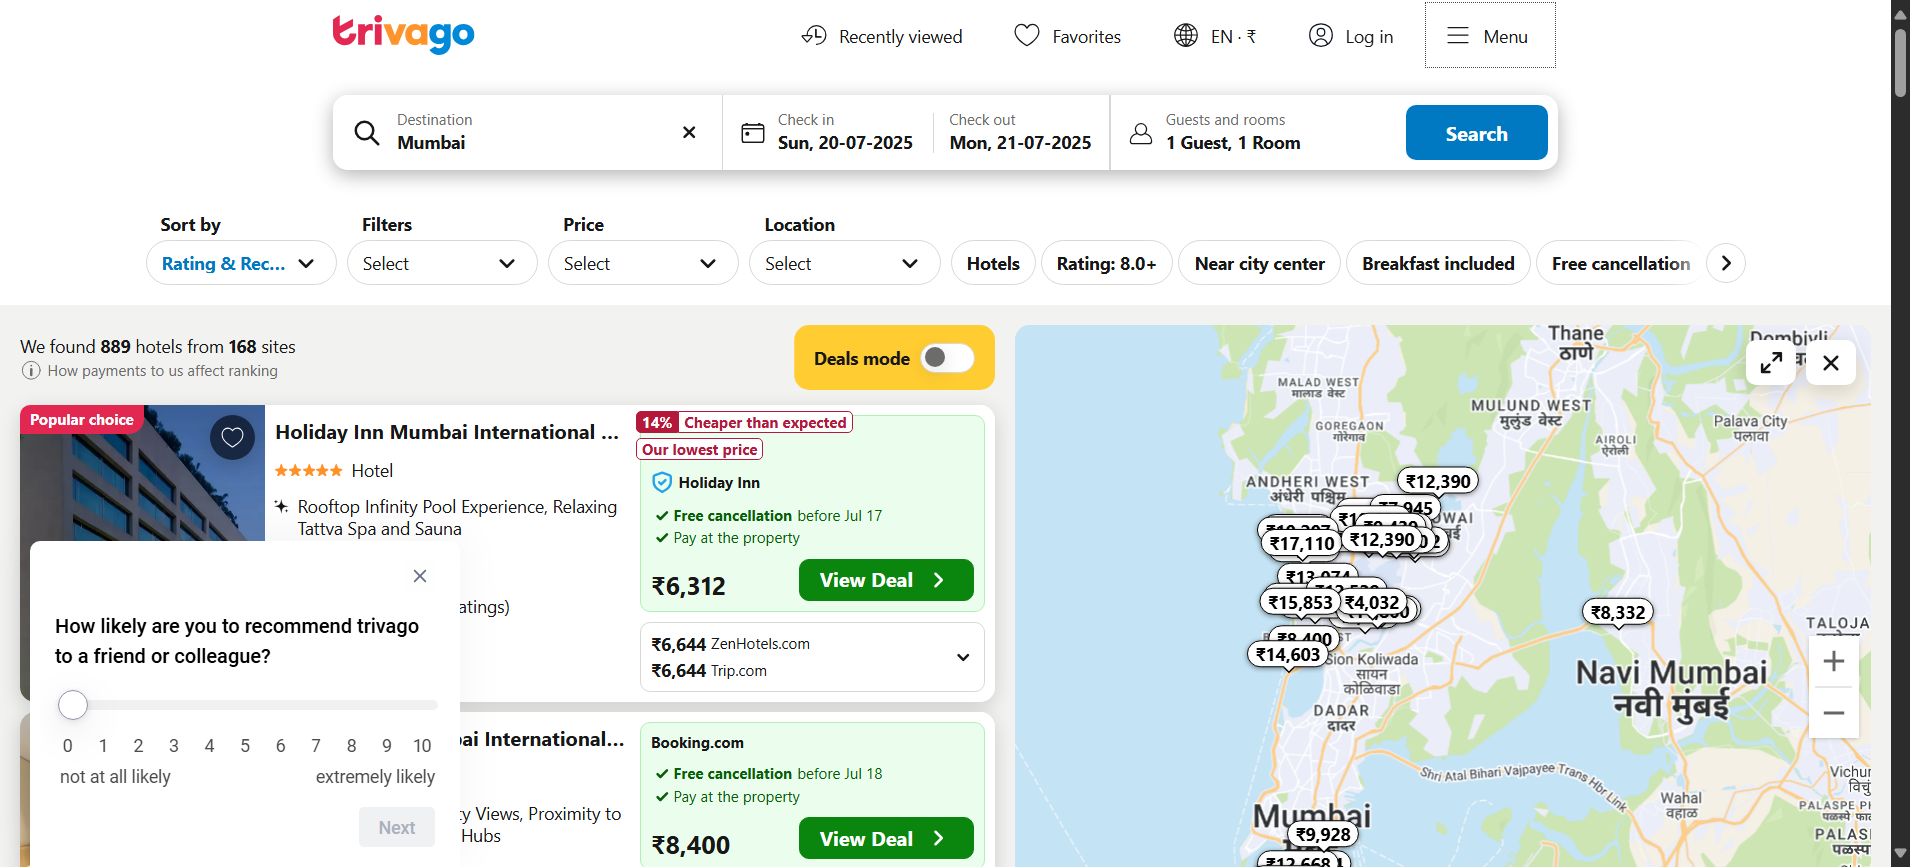 trivago
Recently viewed
Favorites
EN · ₹
Log in
Menu
Destination
Mumbai
Check in
Sun, 20-07-2025
Check out
Mon, 21-07-2025
Guests and rooms
1 Guest, 1 Room
Search
Sort by
Rating & Rec...
Filters
Select
Price
Select
Location
Select
Hotels
Rating: 8.0+
Near city center
Breakfast included
Free cancellation
We found 889 hotels from 168 sites
How payments to us affect ranking
Deals mode
Popular choice
Holiday Inn Mumbai International ...
Hotel
Rooftop Infinity Pool Experience, Relaxing
Tattva Spa and Sauna
atings)
14% Cheaper than expected
Our lowest price
Holiday Inn
Free cancellation before Jul 17
Pay at the property
₹6,312
View Deal
₹6,644 ZenHotels.com
₹6,644 Trip.com
How likely are you to recommend trivago
to a friend or colleague?
0 1 2 3 4 5 6 7 8 9 10
not at all likely
extremely likely
Next
ai International...
Views, Proximity to
Hubs
Booking.com
Free cancellation before Jul 18
Pay at the property
₹8,400
View Deal
Thane
ठाणे
Dombivli
MALAD WEST
मालाड वेस्ट
MULUND WEST
मुलुंड वेस्ट
Palava City
पलावा
GOREGAON
गोरेगाव
AIROLI
ऐरोली
ANDHERI WEST
अंधेरी पश्चिम
₹12,390
₹17,110
₹12,390
₹15,853
₹4,032
₹8,400
₹14,603
₹8,332
TALOJA
Sion Koliwada
सायन
कोळिवाडा
Navi Mumbai
नवी मुंबई
DADAR
दादर
Shri Atal Bihari Vajpayee Trans Hbr Link
Wahal
वहाळ
Mumbai
₹9,928